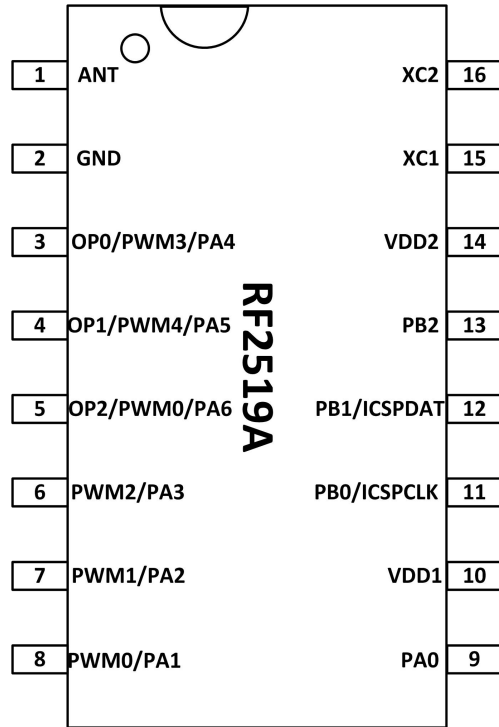 1 ANT XC2 16
2 GND XC1 15
3 OP0/PWM3/PA4 VDD2 14
4 OP1/PWM4/PA5 PB2 13
RF2519A
5 OP2/PWM0/PA6 PB1/ICSPDAT 12
6 PWM2/PA3 PB0/ICSPCLK 11
7 PWM1/PA2 VDD1 10
8 PWM0/PA1 PA0 9